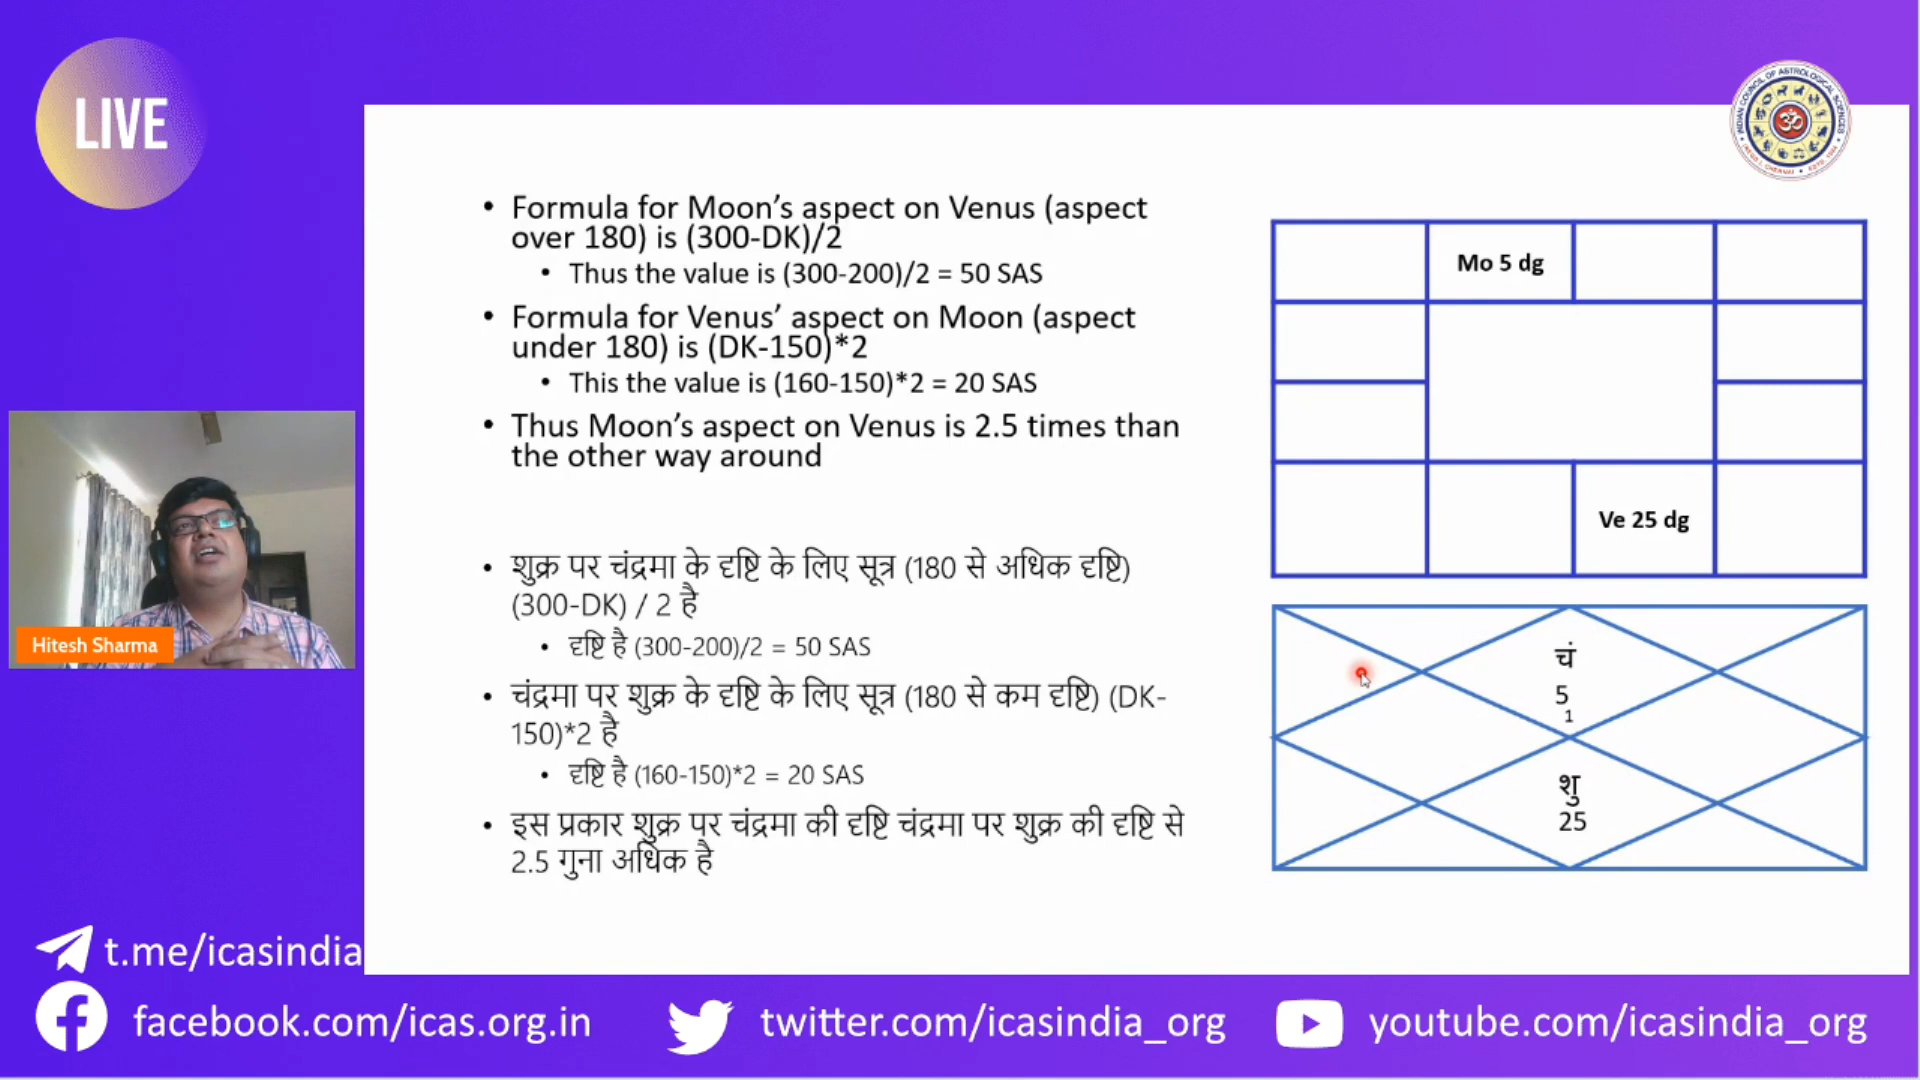 LIVE
INDIAN COUNCIL OF ASTROLOGICAL SCIENCES
• Formula for Moon’s aspect on Venus (aspect
over 180) is (300-DK)/2
• Thus the value is (300-200)/2 = 50 SAS
• Formula for Venus’ aspect on Moon (aspect
under 180) is (DK-150)*2
• This the value is (160-150)*2 = 20 SAS
• Thus Moon’s aspect on Venus is 2.5 times than
the other way around
• शुक्र पर चंद्रमा के दृष्टि के लिए सूत्र (180 से अधिक दृष्टि)
(300-DK) / 2 है
• दृष्टि है (300-200)/2 = 50 SAS
• चंद्रमा पर शुक्र के दृष्टि के लिए सूत्र (180 से कम दृष्टि) (DK-
150)*2 है
• दृष्टि है (160-150)*2 = 20 SAS
• इस प्रकार शुक्र पर चंद्रमा की दृष्टि चंद्रमा पर शुक्र की दृष्टि से
2.5 गुना अधिक है
Mo 5 dg
Ve 25 dg
चं
5
1
शु
25
Hitesh Sharma
t.me/icasindia
facebook.com/icas.org.in
twitter.com/icasindia_org
youtube.com/icasindia_org